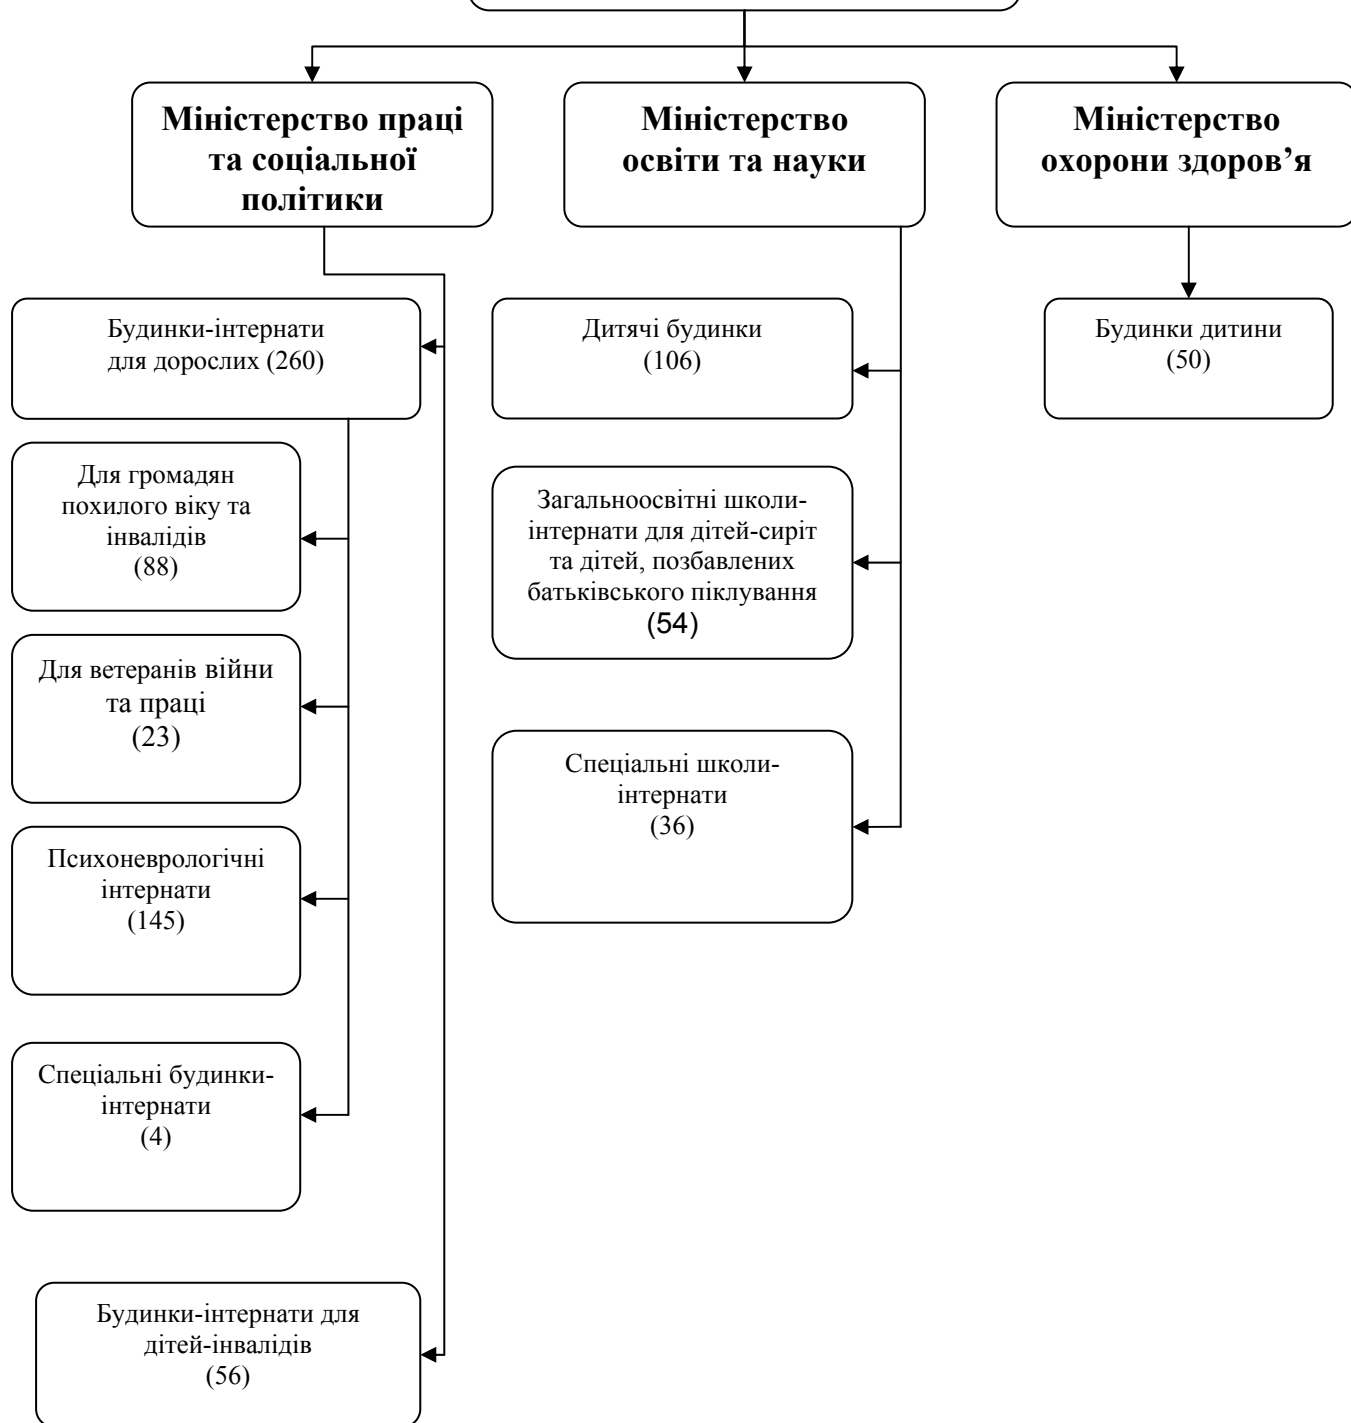 Міністерство праці
та соціальної
політики
Міністерство
освіти та науки
Міністерство
охорони здоров’я
Будинки-інтернати
для дорослих (260)
Для громадян
похилого віку та
інвалідів
(88)
Для ветеранів війни
та праці
(23)
Психоневрологічні
інтернати
(145)
Спеціальні будинки-
інтернати
(4)
Будинки-інтернати для
дітей-інвалідів
(56)
Дитячі будинки
(106)
Загальноосвітні школи-
інтернати для дітей-сиріт
та дітей, позбавлених
батьківського піклування
(54)
Спеціальні школи-
інтернати
(36)
Будинки дитини
(50)